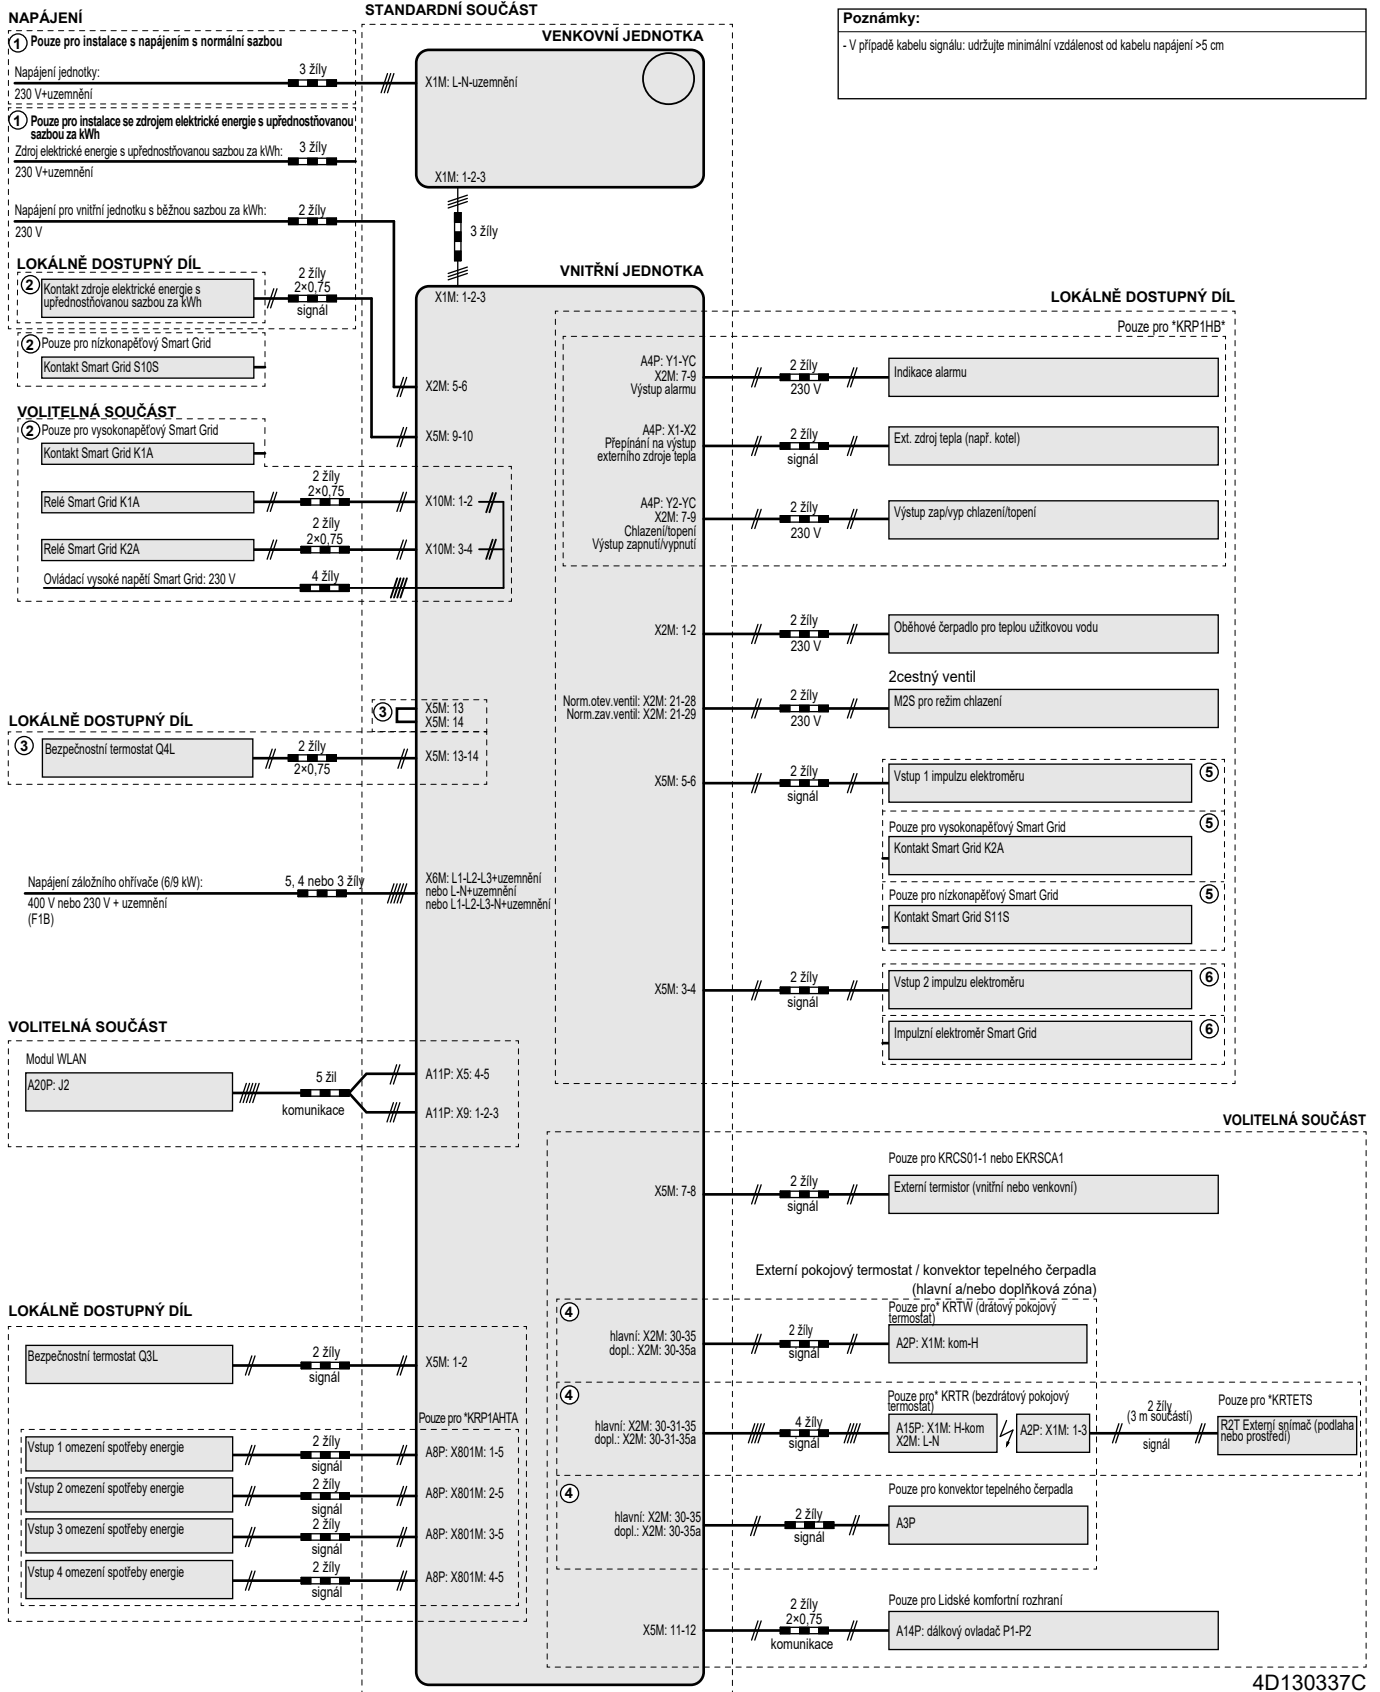 NAPÁJENÍ
① Pouze pro instalace s napájením s normální sazbou
Napájení jednotky:
3 žíly
230 V+uzemnění
① Pouze pro instalace se zdrojem elektrické energie s upřednostňovanou
sazbou za kWh
Zdroj elektrické energie s upřednostňovanou sazbou za kWh:
3 žíly
230 V+uzemnění
Napájení pro vnitřní jednotku s běžnou sazbou za kWh:
2 žíly
230 V
LOKÁLNĚ DOSTUPNÝ DÍL
② Kontakt zdroje elektrické energie s
upřednostňovanou sazbou za kWh
2 žíly
2×0,75
signál
② Pouze pro nízkonapěťový Smart Grid
Kontakt Smart Grid S10S
VOLITELNÁ SOUČÁST
② Pouze pro vysokonapěťový Smart Grid
Kontakt Smart Grid K1A
Relé Smart Grid K1A
2 žíly
2×0,75
Relé Smart Grid K2A
2 žíly
2×0,75
Ovládací vysoké napětí Smart Grid: 230 V
4 žíly
LOKÁLNĚ DOSTUPNÝ DÍL
③
Bezpečnostní termostat Q4L
2 žíly
2×0,75
Napájení záložního ohřívače (6/9 kW):
5, 4 nebo 3 žíly
400 V nebo 230 V + uzemnění
(F1B)
VOLITELNÁ SOUČÁST
Modul WLAN
A20P: J2
5 žil
komunikace
LOKÁLNĚ DOSTUPNÝ DÍL
Bezpečnostní termostat Q3L
2 žíly
signál
Vstup 1 omezení spotřeby energie
2 žíly
signál
Vstup 2 omezení spotřeby energie
2 žíly
signál
Vstup 3 omezení spotřeby energie
2 žíly
signál
Vstup 4 omezení spotřeby energie
2 žíly
signál
STANDARDNÍ SOUČÁST
VENKOVNÍ JEDNOTKA
X1M: L-N-uzemnění
X1M: 1-2-3
3 žíly
VNITŘNÍ JEDNOTKA
X1M: 1-2-3
X2M: 5-6
X5M: 9-10
X10M: 1-2
X10M: 3-4
③
X5M: 13
X5M: 14
X5M: 13-14
X6M: L1-L2-L3+uzemnění
nebo L-N+uzemnění
nebo L1-L2-L3-N+uzemnění
A11P: X5: 4-5
A11P: X9: 1-2-3
X5M: 1-2
Pouze pro *KRP1AHTA
A8P: X801M: 1-5
A8P: X801M: 2-5
A8P: X801M: 3-5
A8P: X801M: 4-5
Poznámky:
- V případě kabelu signálu: udržujte minimální vzdálenost od kabelu napájení >5 cm
LOKÁLNĚ DOSTUPNÝ DÍL
Pouze pro *KRP1HB*
A4P: Y1-YC
X2M: 7-9
Výstup alarmu
2 žíly
230 V
Indikace alarmu
A4P: X1-X2
Přepínání na výstup
externího zdroje tepla
2 žíly
signál
Ext. zdroj tepla (např. kotel)
A4P: Y2-YC
X2M: 7-9
Chlazení/topení
Výstup zapnutí/vypnutí
2 žíly
230 V
Výstup zap/vyp chlazení/topení
X2M: 1-2
2 žíly
230 V
Oběhové čerpadlo pro teplou užitkovou vodu
2cestný ventil
Norm.otev.ventil: X2M: 21-28
Norm.zav.ventil: X2M: 21-29
2 žíly
230 V
M2S pro režim chlazení
X5M: 5-6
2 žíly
signál
Vstup 1 impulzu elektroměru
⑤
Pouze pro vysokonapěťový Smart Grid
⑤
Kontakt Smart Grid K2A
Pouze pro nízkonapěťový Smart Grid
⑤
Kontakt Smart Grid S11S
X5M: 3-4
2 žíly
signál
Vstup 2 impulzu elektroměru
⑥
Impulzní elektroměr Smart Grid
⑥
VOLITELNÁ SOUČÁST
Pouze pro KRCS01-1 nebo EKRSCA1
X5M: 7-8
2 žíly
signál
Externí termistor (vnitřní nebo venkovní)
Externí pokojový termostat / konvektor tepelného čerpadla
(hlavní a/nebo doplňková zóna)
④
Pouze pro* KRTW (drátový pokojový
termostat)
hlavní: X2M: 30-35
dopl.: X2M: 30-35a
2 žíly
signál
A2P: X1M: kom-H
④
Pouze pro* KRTR (bezdrátový pokojový
termostat)
hlavní: X2M: 30-31-35
dopl.: X2M: 30-31-35a
4 žíly
signál
A15P: X1M: H-kom
X2M: L-N
A2P: X1M: 1-3
2 žíly
(3 m součástí)
signál
Pouze pro *KRTETS
R2T Externí snímač (podlaha
nebo prostředí)
④
Pouze pro konvektor tepelného čerpadla
hlavní: X2M: 30-35
dopl.: X2M: 30-35a
2 žíly
signál
A3P
Pouze pro Lidské komfortní rozhraní
X5M: 11-12
2 žíly
2×0,75
komunikace
A14P: dálkový ovladač P1-P2
4D130337C